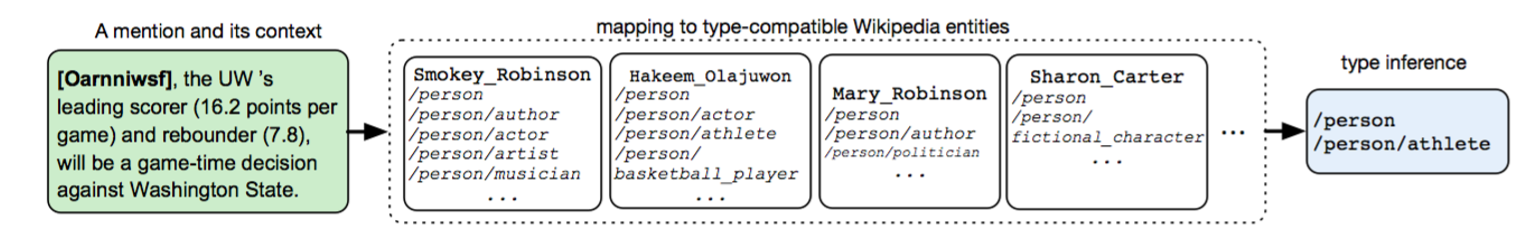 A mention and its context
[Oarnniwsf], the UW 's
leading scorer (16.2 points per
game) and rebounder (7.8),
will be a game-time decision
against Washington State.
mapping to type-compatible Wikipedia entities
Smokey_Robinson
/person
/person/author
/person/actor
/person/artist
/person/musician
...
Hakeem_Olajuwon
/person
/person/actor
/person/athlete
/person/
basketball_player
...
Mary_Robinson
/person
/person/author
/person/politician
...
Sharon_Carter
/person
/person/
fictional_character
...
...
type inference
/person
/person/athlete